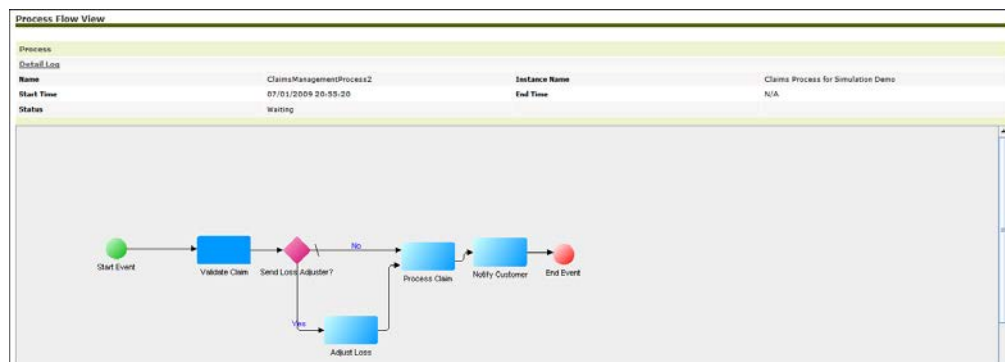 Process Flow View
Process
Detail Log
Name ClaimsManagementProcess2 Instance Name Claims Process for Simulation Demo
Start Time 07/01/2009 20:55:20 End Time N/A
Status Waiting
No
Start Event Validate Claim Send Loss Adjuster? Process Claim Notify Customer End Event
Yes
Adjust Loss